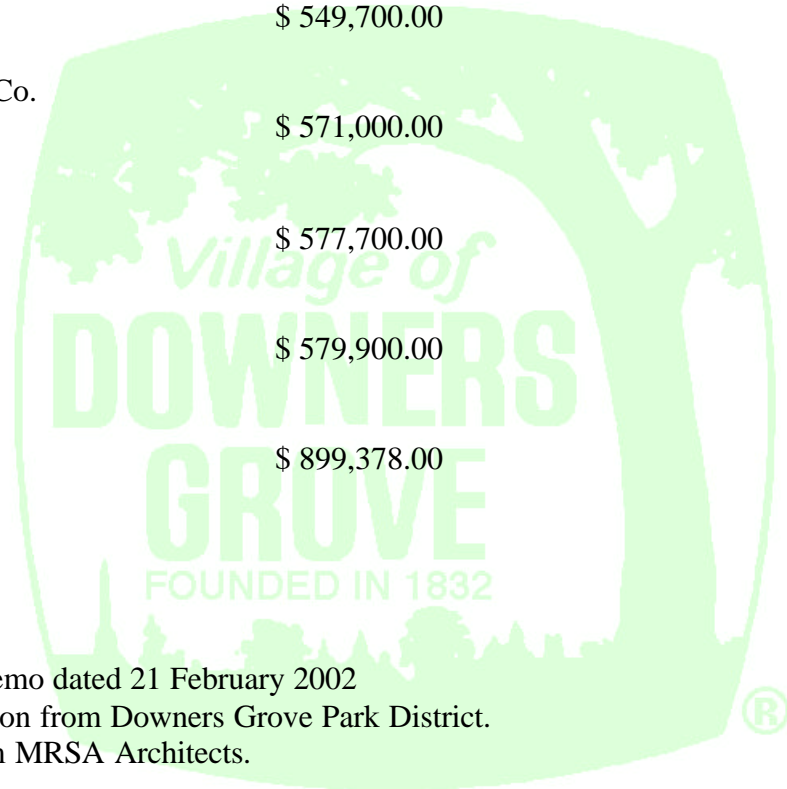 $ 549,700.00
Co.
$ 571,000.00
$ 577,700.00
Village of
$ 579,900.00
DOWNERS
$ 899,378.00
GROVE
FOUNDED IN 1832
emo dated 21 February 2002
on from Downers Grove Park District.
®
MRSA Architects.